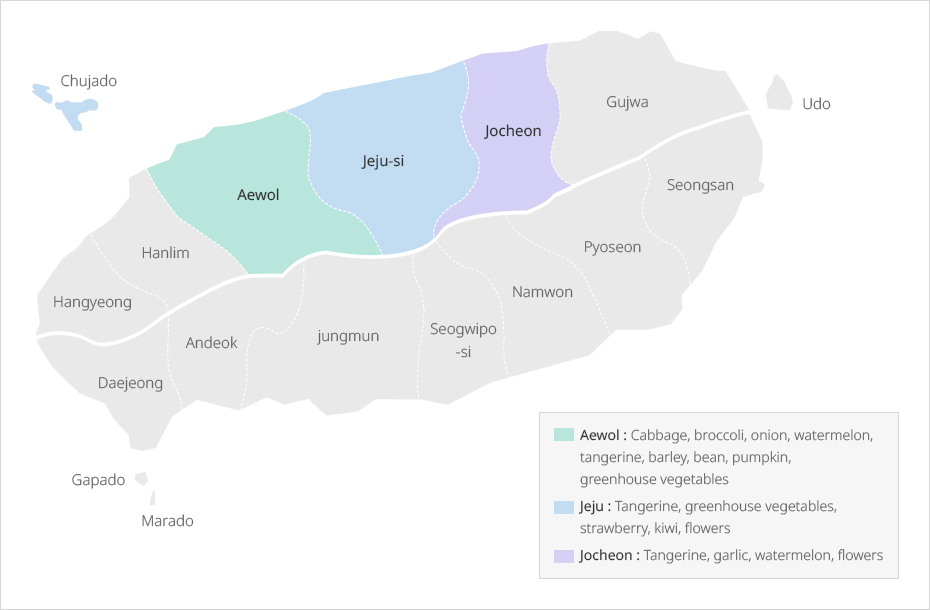 Chujado
Udo
Gujwa
Jocheon
Jeju-si
Aewol
Seongsan
Pyoseon
Hanlim
Namwon
Hangyeong
Andeok
jungmun
Seogwipo
-si
Daejeong
Gapado
Marado
Aewol : Cabbage, broccoli, onion, watermelon,
tangerine, barley, bean, pumpkin,
greenhouse vegetables
Jeju : Tangerine, greenhouse vegetables,
strawberry, kiwi, flowers
Jocheon : Tangerine, garlic, watermelon, flowers